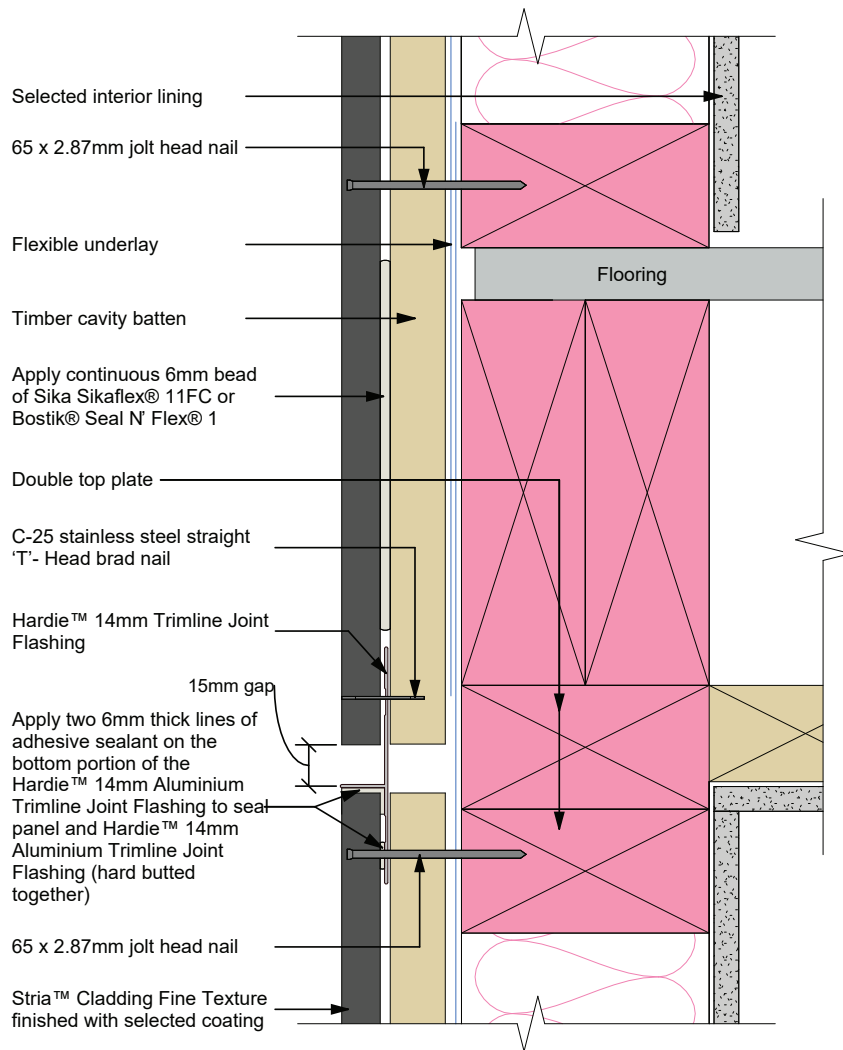 Selected interior lining
65 x 2.87mm jolt head nail
Flexible underlay
Flooring
Timber cavity batten
Apply continuous 6mm bead
of Sika Sikaflex® 11FC or
Bostik® Seal N’ Flex® 1
Double top plate
C-25 stainless steel straight
‘T’- Head brad nail
Hardie™ 14mm Trimline Joint
Flashing
15mm gap
Apply two 6mm thick lines of
adhesive sealant on the
bottom portion of the
Hardie™ 14mm Aluminium
Trimline Joint Flashing to seal
panel and Hardie™ 14mm
Aluminium Trimline Joint
Flashing (hard butted
together)
65 x 2.87mm jolt head nail
Stria™ Cladding Fine Texture
finished with selected coating